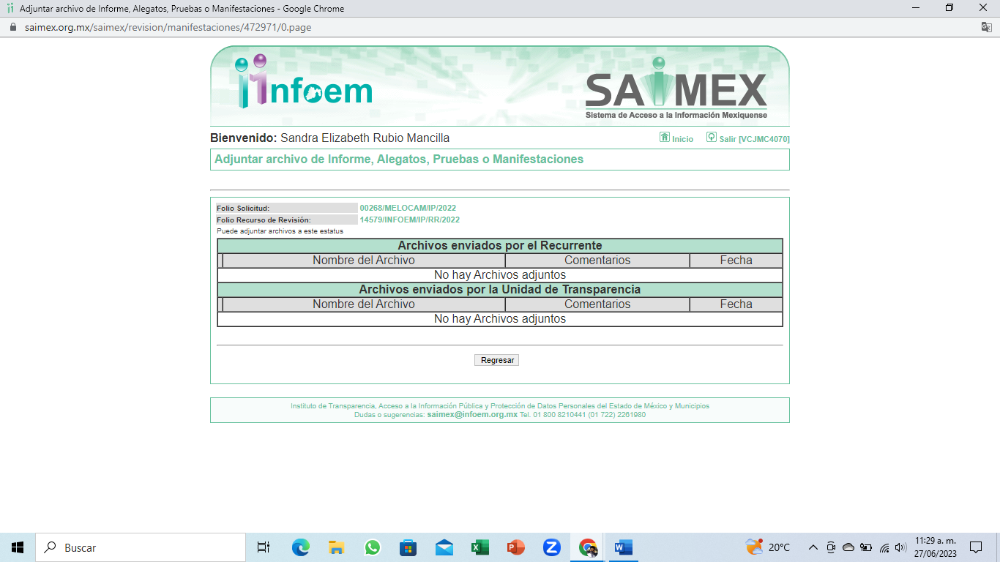 Adjuntar archivo de Informe, Alegatos, Pruebas o Manifestaciones - Google Chrome
saimex.org.mx/saimex/revision/manifestaciones/472971/0.page
infoem
SAIMEX
Sistema de Acceso a la Información Mexiquense
Bienvenido: Sandra Elizabeth Rubio Mancilla
Inicio Salir [VCJMC4070]
Adjuntar archivo de Informe, Alegatos, Pruebas o Manifestaciones
Folio Solicitud: 00268/MELOCAM/IP/2022
Folio Recurso de Revisión: 14579/INFOEM/IP/RR/2022
Puede adjuntar archivos a este estatus
Archivos enviados por el Recurrente
Nombre del Archivo Comentarios Fecha
No hay Archivos adjuntos
Archivos enviados por la Unidad de Transparencia
Nombre del Archivo Comentarios Fecha
No hay Archivos adjuntos
Regresar
Instituto de Transparencia, Acceso a la Información Pública y Protección de Datos Personales del Estado de México y Municipios
Dudas o sugerencias: saimex@infoem.org.mx Tel. 01 800 8210441 (01 722) 2261980
Buscar
20°C
11:29 a. m.
27/06/2023